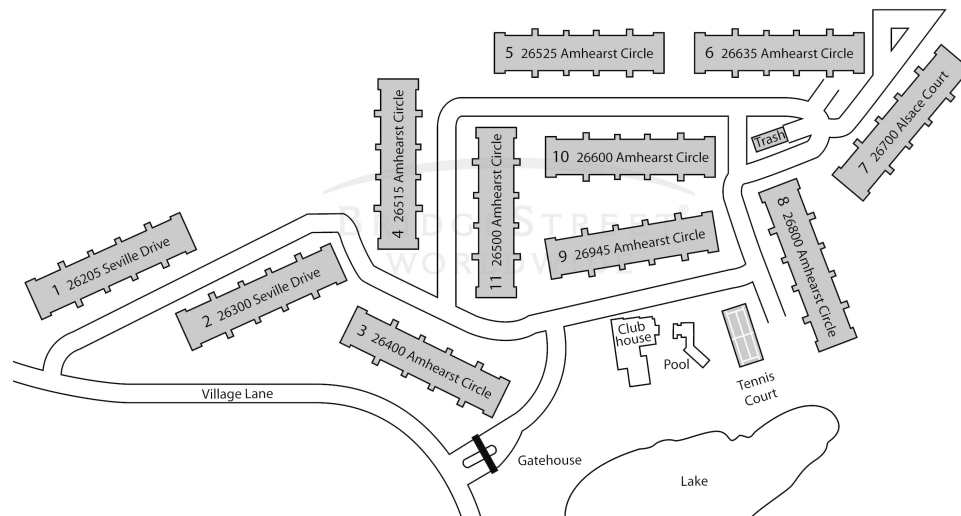 5 26525 Amhearst Circle
6 26635 Amhearst Circle
7 26700 Alsace Court
4 26515 Amhearst Circle
11 26500 Amhearst Circle
10 26600 Amhearst Circle
Trash
8 26800 Amhearst Circle
9 26945 Amhearst Circle
BRIDGESTREET®
WORLDWIDE
1 26205 Seville Drive
2 26300 Seville Drive
3 26400 Amhearst Circle
Club
house
Pool
Tennis
Court
Village Lane
Gatehouse
Lake